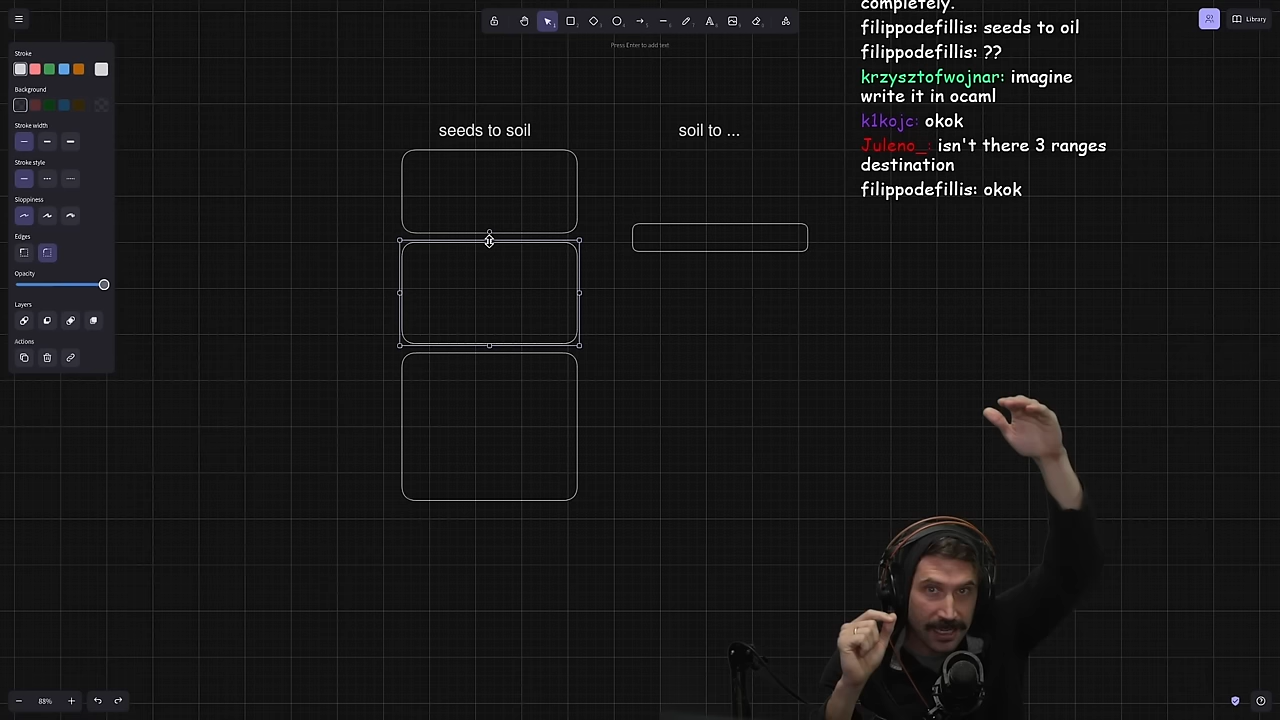 Library
Press Enter to add text
Stroke
Background
Stroke width
Stroke style
Sloppiness
Edges
Opacity
Layers
Actions
88%
seeds to soil
soil to ...
completely.
filippodefillis: seeds to oil
filippodefillis: ??
krzysztofwojnar: imagine
write it in ocaml
k1kojc: okok
Juleno_: isn't there 3 ranges
destination
filippodefillis: okok